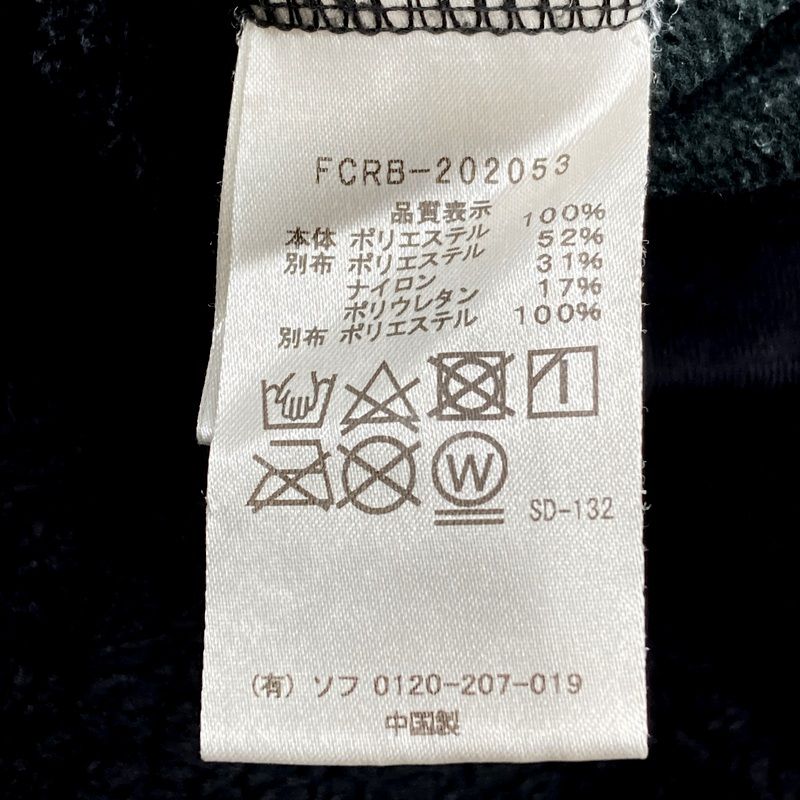 FCRB-202053
品質表示
本体 ポリエステル 100%
別布 ポリエステル 52%
ナイロン 31%
ポリウレタン 17%
別布 ポリエステル 100%
W
SD-132
(有) ソフ 0120-207-019
中国製